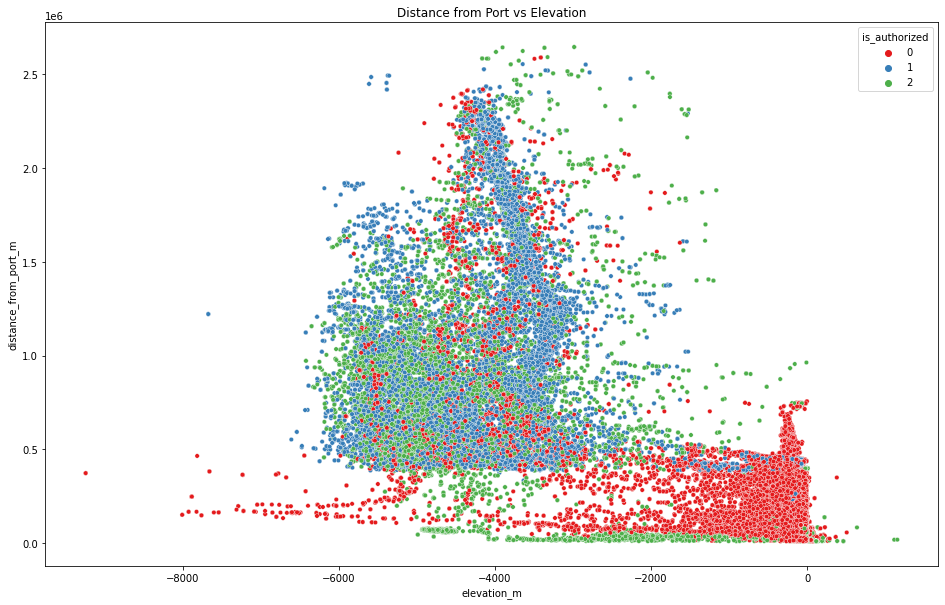 Distance from Port vs Elevation
1e6
is_authorized
0
1
2
2.5
2.0
1.5
1.0
0.5
0.0
distance_from_port_m
−8000 −6000 −4000 −2000 0
elevation_m